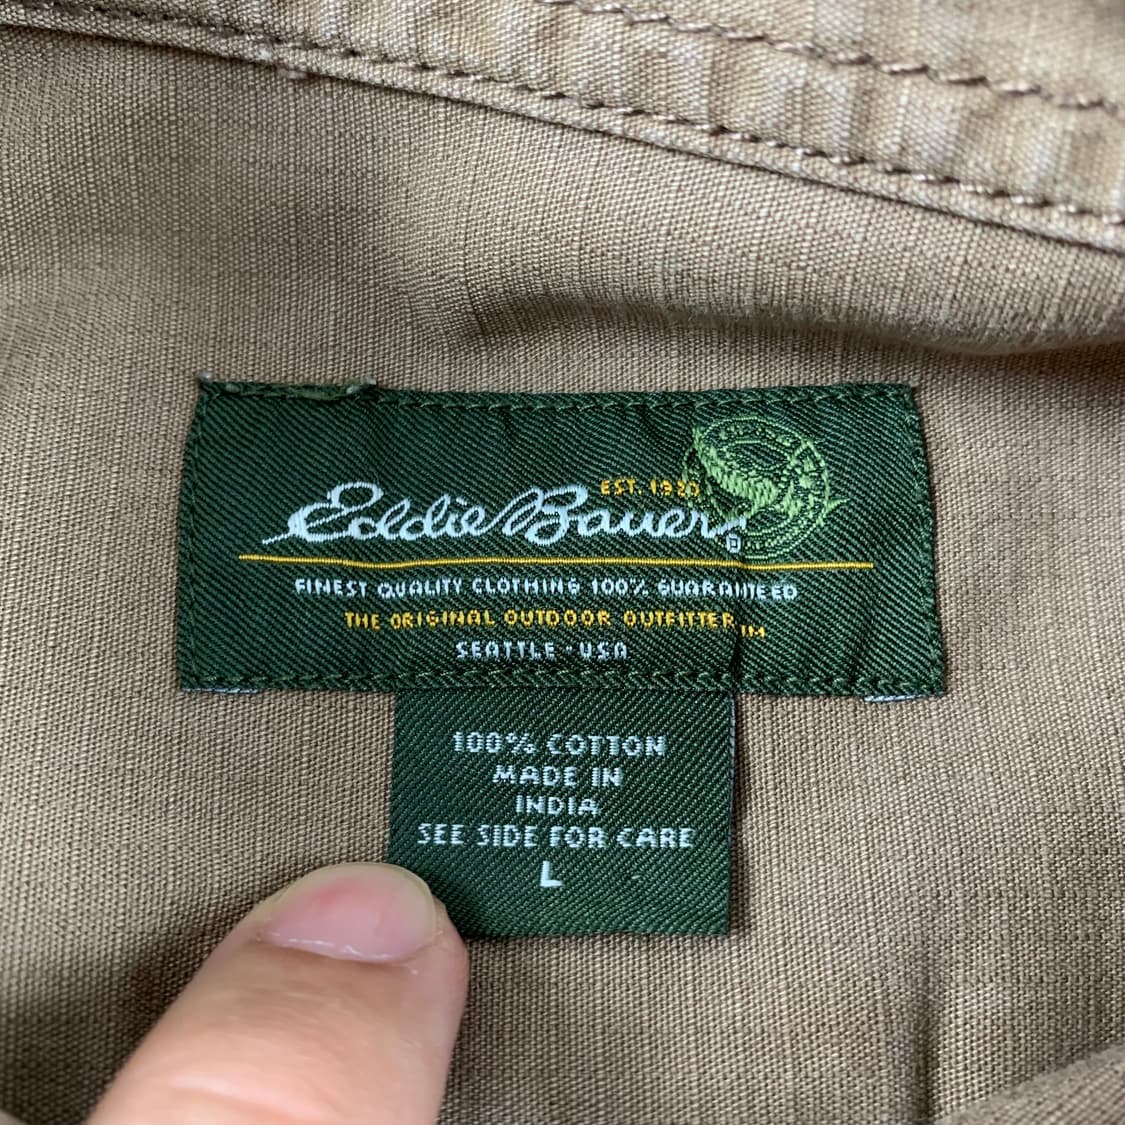 EST. 1920
Eddie Bauer®
FINEST QUALITY CLOTHING 100% GUARANTEED
THE ORIGINAL OUTDOOR OUTFITTER TM
SEATTLE · USA
100% COTTON
MADE IN
INDIA
SEE SIDE FOR CARE
L